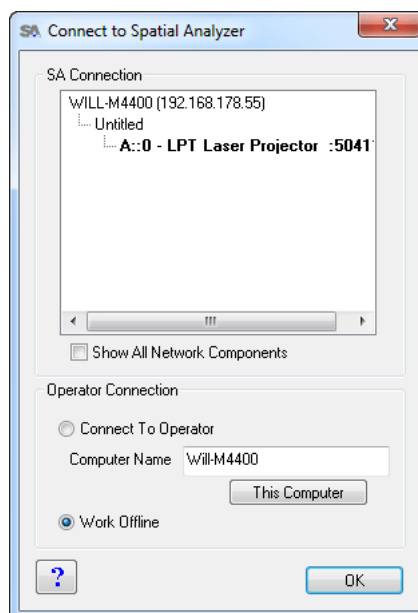 SA Connect to Spatial Analyzer
SA Connection
WILL-M4400 (192.168.178.55)
Untitled
A::0 - LPT Laser Projector :5041
Show All Network Components
Operator Connection
Connect To Operator
Computer Name Will-M4400
This Computer
Work Offline
? OK